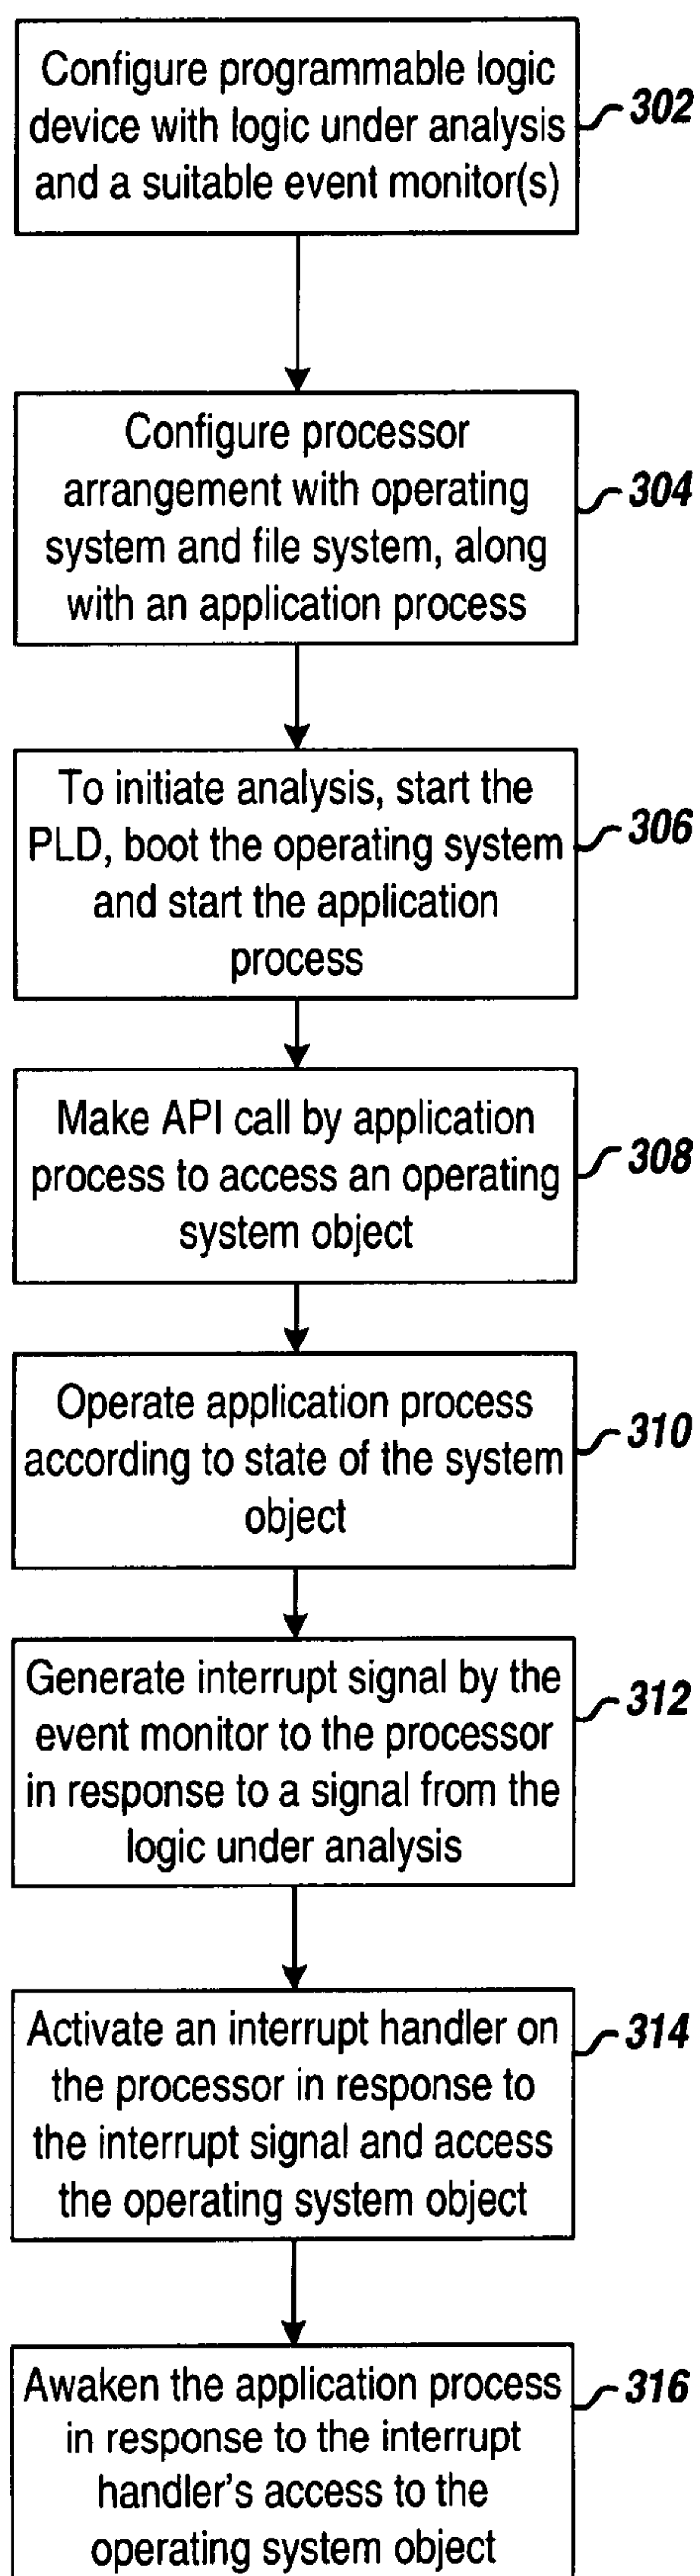 Configure programmable logic
device with logic under analysis
and a suitable event monitor(s)
302
Configure processor
arrangement with operating
system and file system, along
with an application process
304
To initiate analysis, start the
PLD, boot the operating system
and start the application
process
306
Make API call by application
process to access an operating
system object
308
Operate application process
according to state of the system
object
310
Generate interrupt signal by the
event monitor to the processor
in response to a signal from the
logic under analysis
312
Activate an interrupt handler on
the processor in response to
the interrupt signal and access
the operating system object
314
Awaken the application process
in response to the interrupt
handler's access to the
operating system object
316